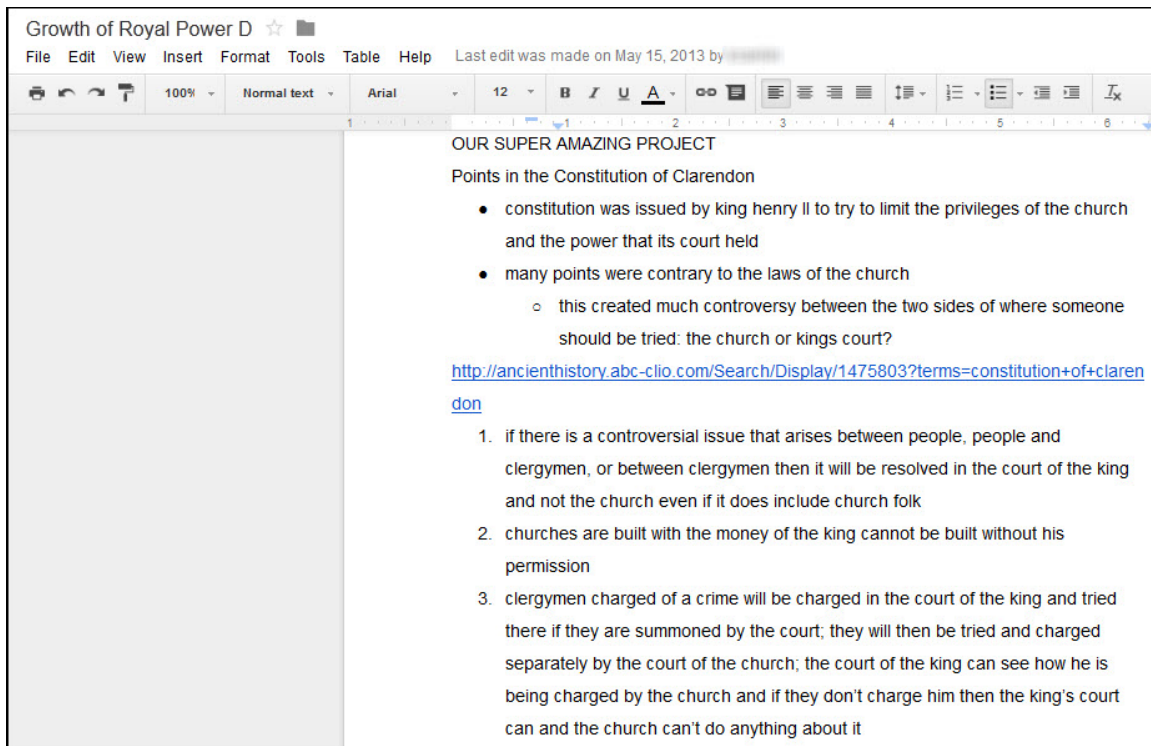 Growth of Royal Power D
File Edit View Insert Format Tools Table Help Last edit was made on May 15, 2013 by
100% Normal text Arial 12 B I U A Tx
1 1 2 3 4 5 6
OUR SUPER AMAZING PROJECT
Points in the Constitution of Clarendon
● constitution was issued by king henry II to try to limit the privileges of the church
and the power that its court held
● many points were contrary to the laws of the church
○ this created much controversy between the two sides of where someone
should be tried: the church or kings court?
http://ancienthistory.abc-clio.com/Search/Display/1475803?terms=constitution+of+claren
don
1. if there is a controversial issue that arises between people, people and
clergymen, or between clergymen then it will be resolved in the court of the king
and not the church even if it does include church folk
2. churches are built with the money of the king cannot be built without his
permission
3. clergymen charged of a crime will be charged in the court of the king and tried
there if they are summoned by the court; they will then be tried and charged
separately by the court of the church; the court of the king can see how he is
being charged by the church and if they don't charge him then the king's court
can and the church can't do anything about it